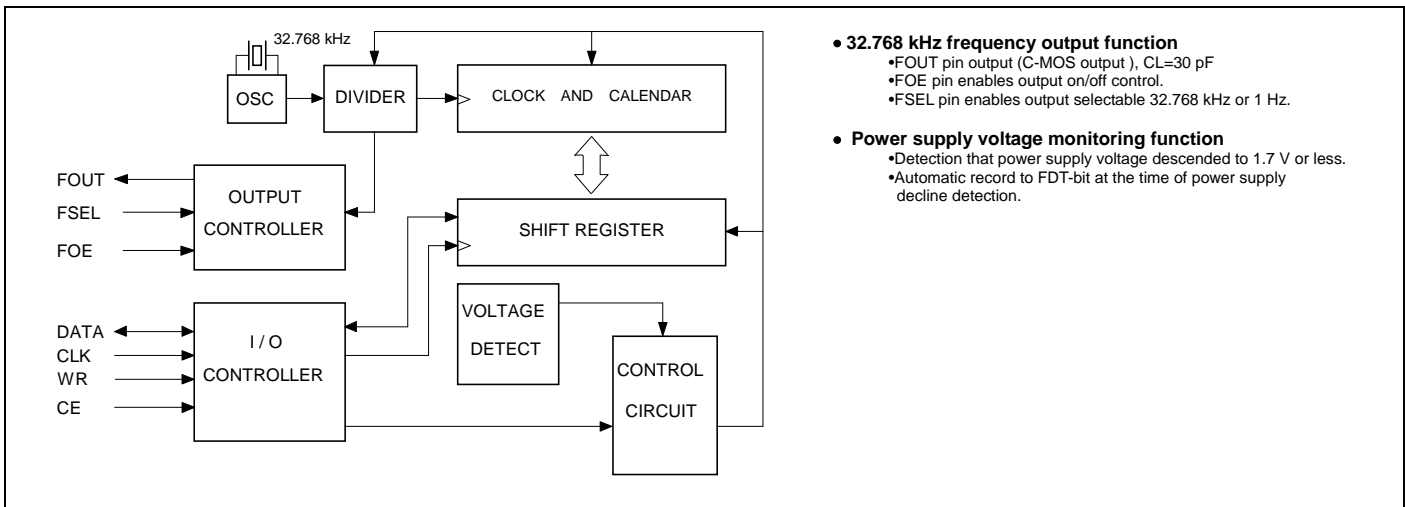 32.768 kHz
OSC
DIVIDER
CLOCK AND CALENDAR
FOUT
FSEL
FOE
OUTPUT
CONTROLLER
SHIFT REGISTER
DATA
CLK
WR
CE
I / O
CONTROLLER
VOLTAGE
DETECT
CONTROL
CIRCUIT
● 32.768 kHz frequency output function
•FOUT pin output (C-MOS output ), CL=30 pF
•FOE pin enables output on/off control.
•FSEL pin enables output selectable 32.768 kHz or 1 Hz.
● Power supply voltage monitoring function
•Detection that power supply voltage descended to 1.7 V or less.
•Automatic record to FDT-bit at the time of power supply
decline detection.